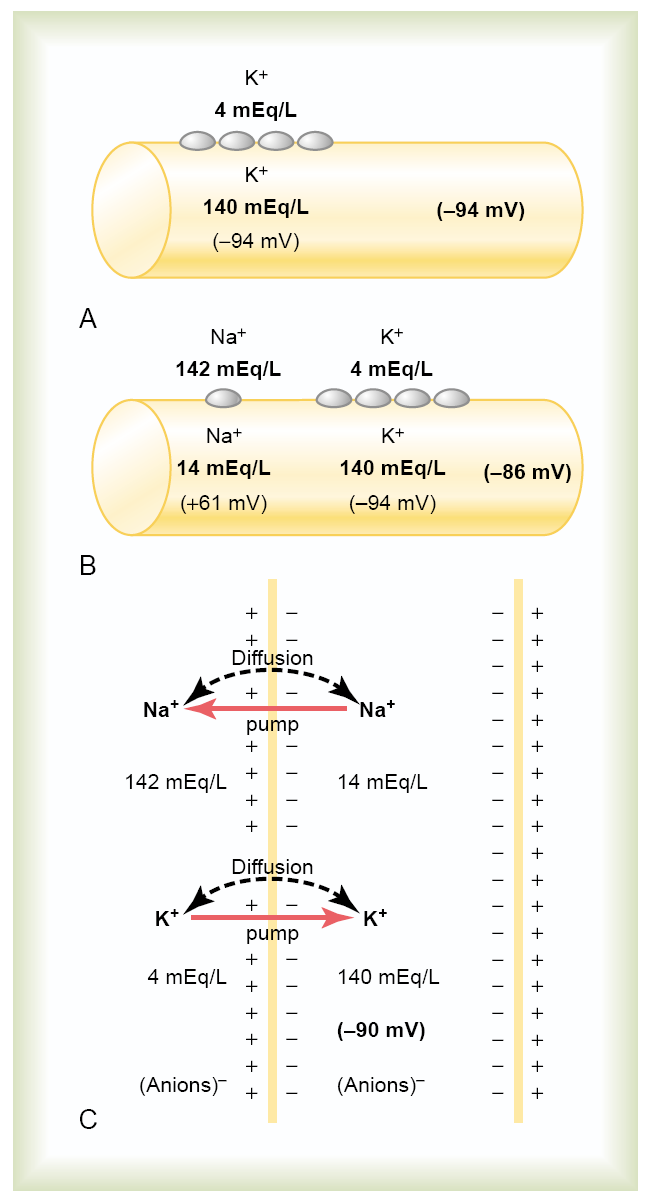 K⁺
4 mEq/L
K⁺
140 mEq/L
(–94 mV)
(–94 mV)
A
Na⁺ K⁺
142 mEq/L 4 mEq/L
Na⁺ K⁺
14 mEq/L 140 mEq/L (–86 mV)
(+61 mV) (–94 mV)
B
+ – – +
+ – – +
Diffusion – +
+ – – +
Na⁺ Na⁺ – +
pump
+ – – +
142 mEq/L + – 14 mEq/L – +
+ – – +
+ – – +
– +
Diffusion – +
+ – – +
K⁺ K⁺
pump – +
+ – – +
4 mEq/L + – 140 mEq/L – +
+ – – +
+ – (–90 mV) – +
+ – – +
(Anions)⁻ + – (Anions)⁻ – +
C